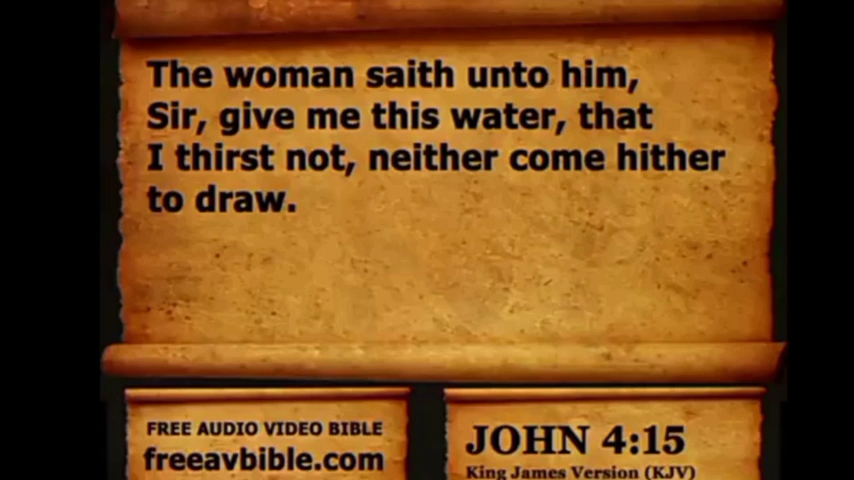 The woman saith unto him,
Sir, give me this water, that
I thirst not, neither come hither
to draw.
FREE AUDIO VIDEO BIBLE
freeavbible.com
JOHN 4:15
King James Version (KJV)